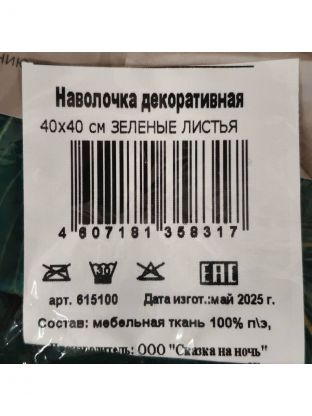 Наволочка декоративная
40х40 см ЗЕЛЕНЫЕ ЛИСТЬЯ
4 607181 358317
30
EAC
арт. 615100 Дата изгот.:май 2025 г.
Состав: мебельная ткань 100% п\э,
ООО "Сказка на ночь"